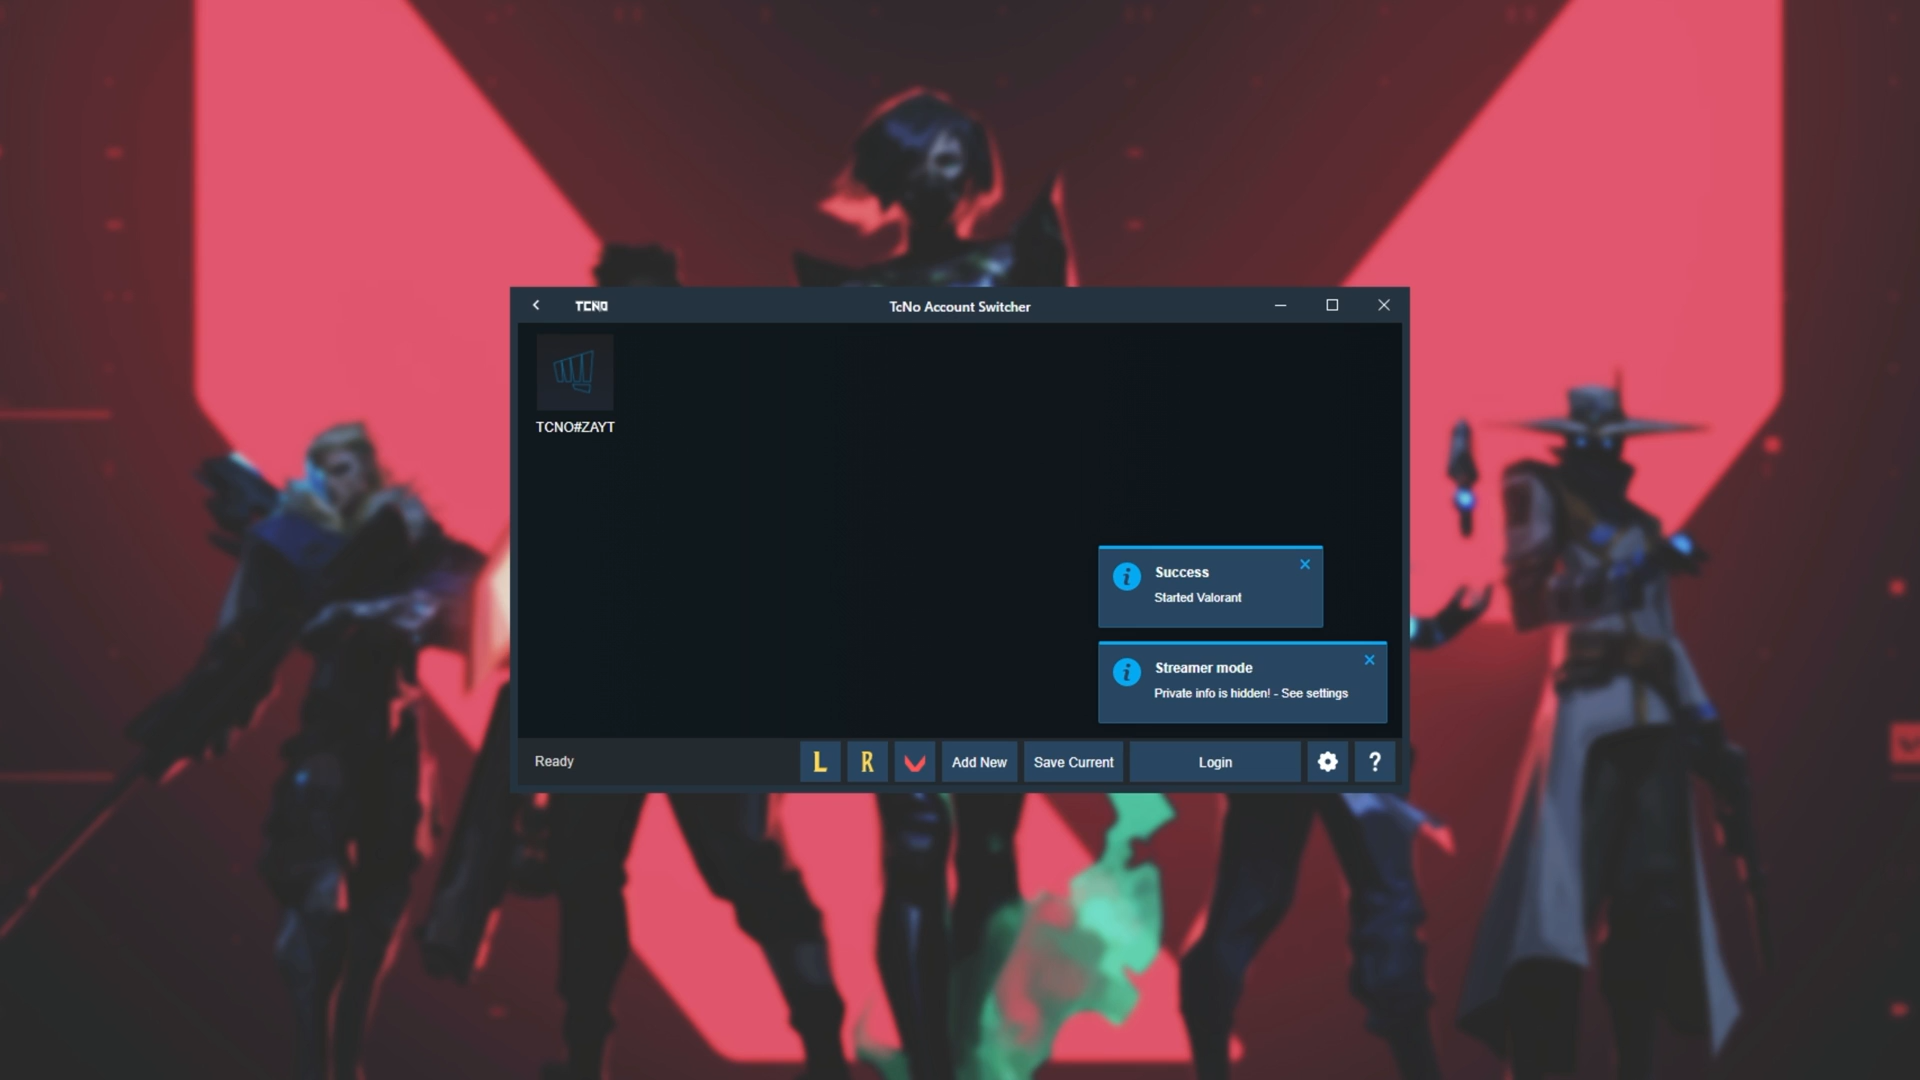 TCNO
TcNo Account Switcher
TCNO#ZAYT
Success
Started Valorant
Streamer mode
Private info is hidden! - See settings
Ready
L
R
Add New
Save Current
Login
?